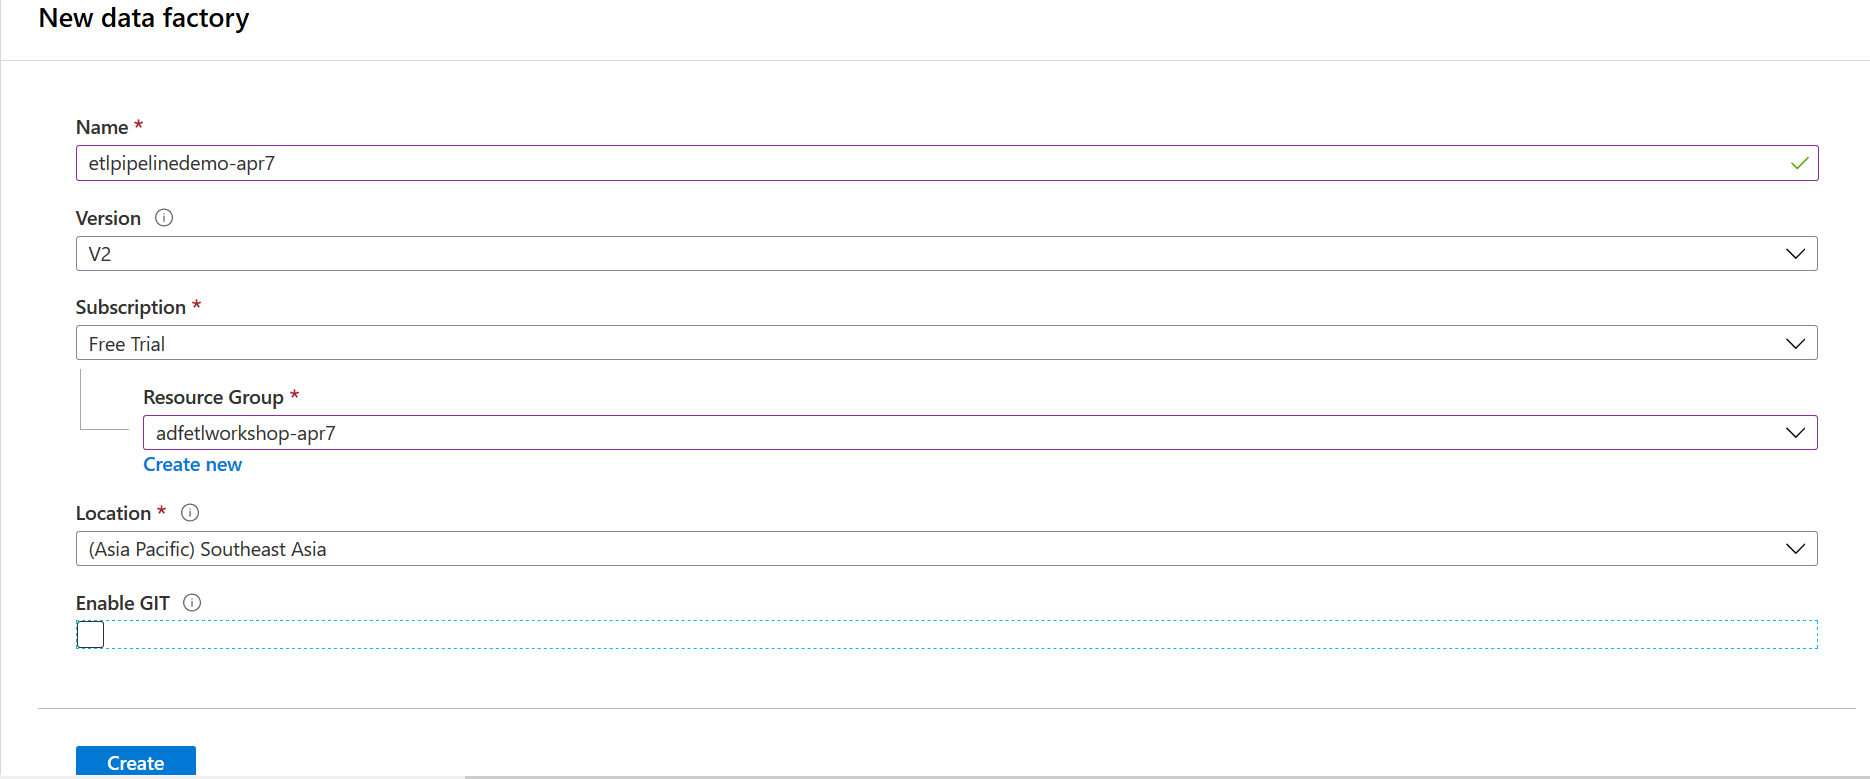 New data factory
Name *
etlpipelinedemo-apr7
Version
V2
Subscription *
Free Trial
Resource Group *
adfetlworkshop-apr7
Create new
Location *
(Asia Pacific) Southeast Asia
Enable GIT
Create